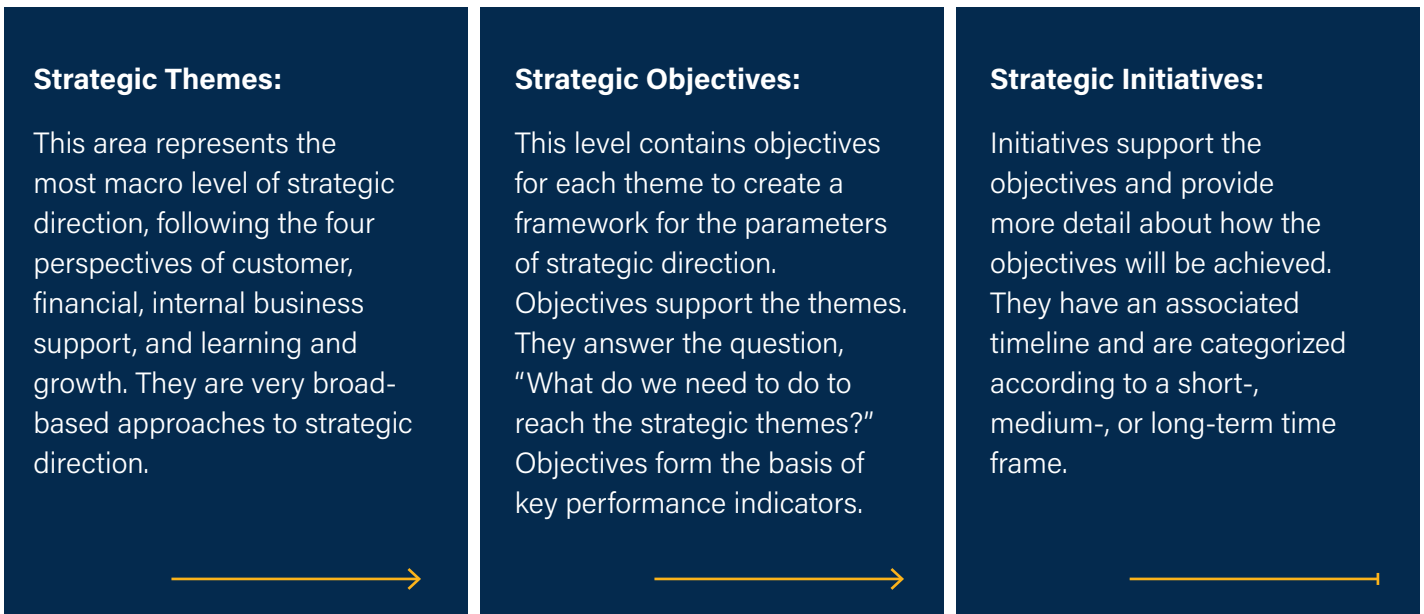 Strategic Themes:
This area represents the
most macro level of strategic
direction, following the four
perspectives of customer,
financial, internal business
support, and learning and
growth. They are very broad-
based approaches to strategic
direction.
Strategic Objectives:
This level contains objectives
for each theme to create a
framework for the parameters
of strategic direction.
Objectives support the themes.
They answer the question,
“What do we need to do to
reach the strategic themes?”
Objectives form the basis of
key performance indicators.
Strategic Initiatives:
Initiatives support the
objectives and provide
more detail about how the
objectives will be achieved.
They have an associated
timeline and are categorized
according to a short-,
medium-, or long-term time
frame.